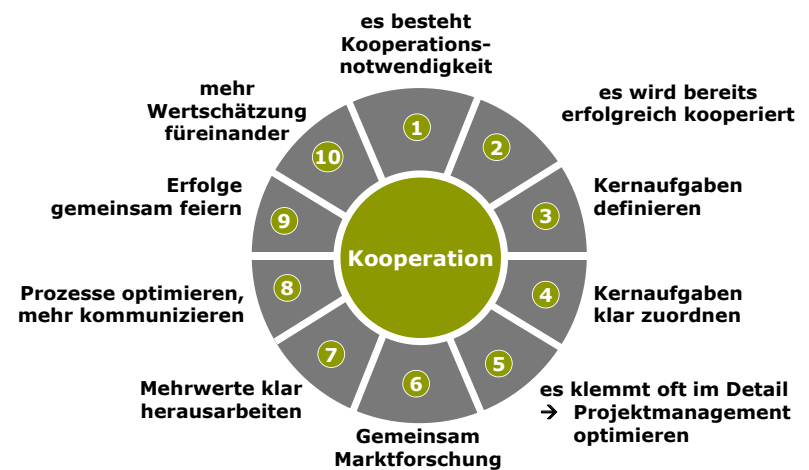 es besteht
Kooperations-
notwendigkeit
1
es wird bereits
erfolgreich kooperiert
2
Kernaufgaben
definieren
3
Kernaufgaben
klar zuordnen
4
es klemmt oft im Detail
→ Projektmanagement
optimieren
5
Gemeinsam
Marktforschung
6
Mehrwerte klar
herausarbeiten
7
Prozesse optimieren,
mehr kommunizieren
8
Erfolge
gemeinsam feiern
9
mehr
Wertschätzung
füreinander
10
Kooperation